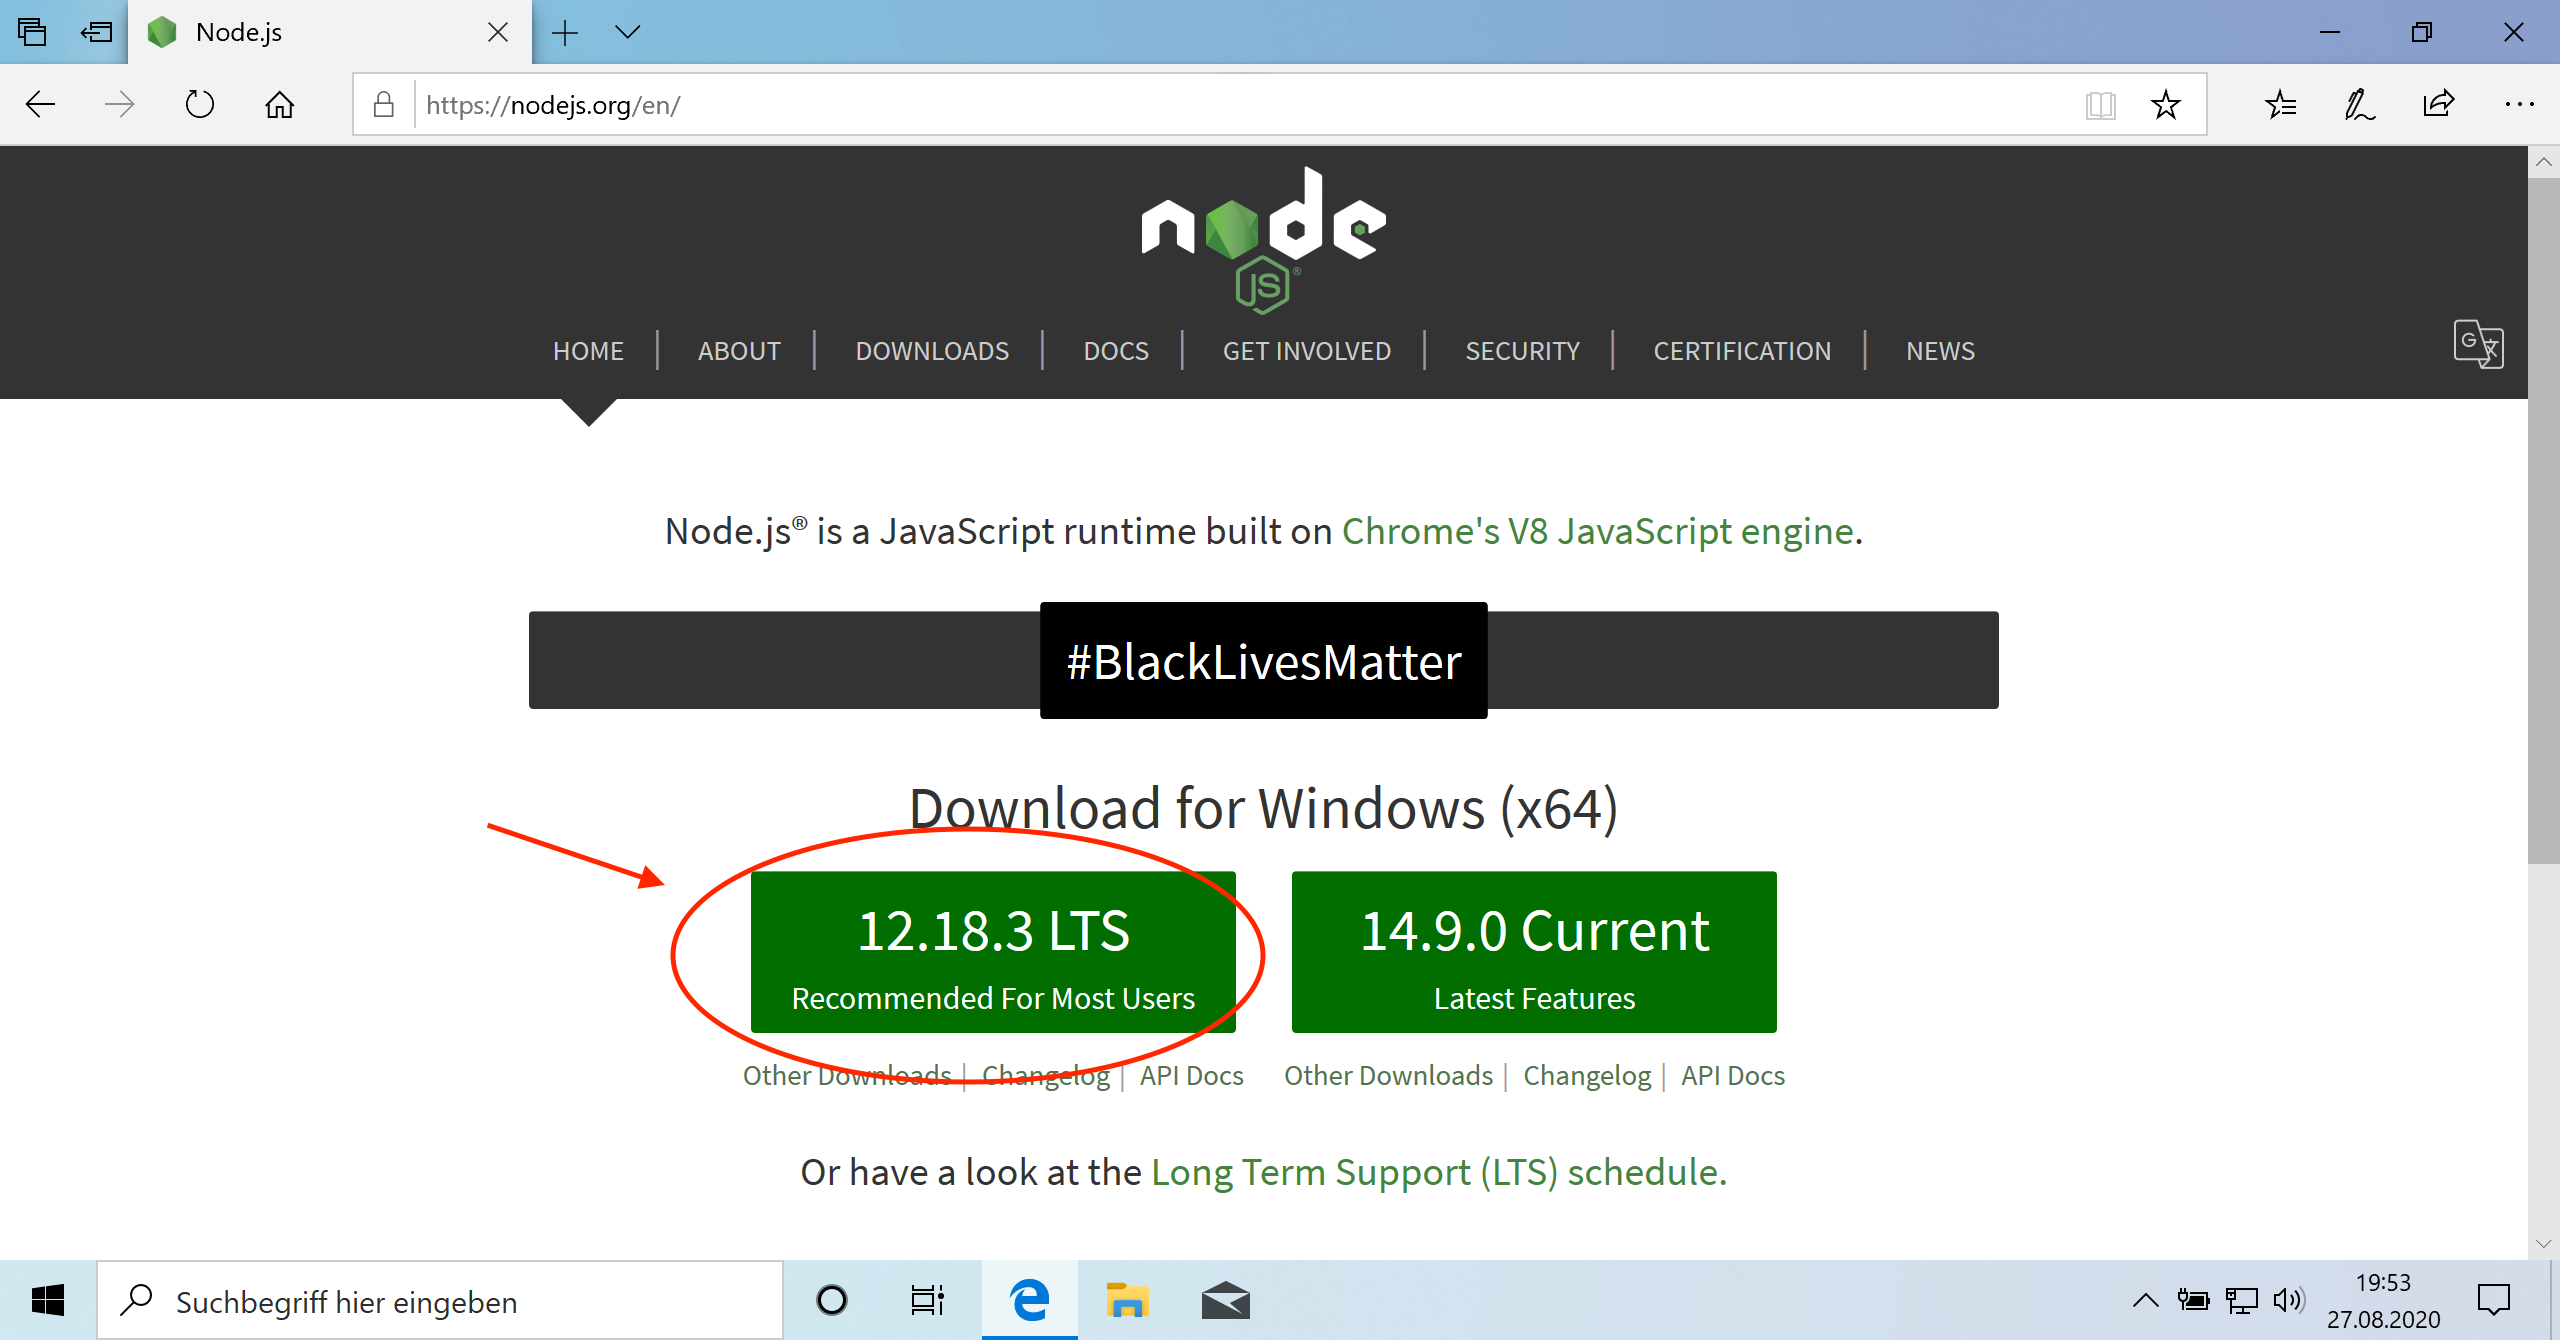 Node.js
https://nodejs.org/en/
node
JS®
HOME | ABOUT | DOWNLOADS | DOCS | GET INVOLVED | SECURITY | CERTIFICATION | NEWS
G 文
Node.js® is a JavaScript runtime built on Chrome's V8 JavaScript engine.
#BlackLivesMatter
Download for Windows (x64)
12.18.3 LTS
Recommended For Most Users
14.9.0 Current
Latest Features
Other Downloads | Changelog | API Docs
Other Downloads | Changelog | API Docs
Or have a look at the Long Term Support (LTS) schedule.
Suchbegriff hier eingeben
19:53
27.08.2020